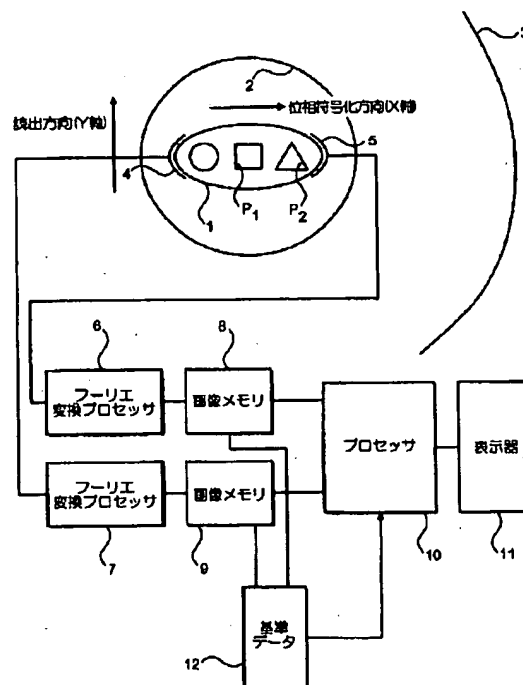 3
2
読出方向(Y軸)
位相符号化方向(X軸)
5
4
1
P1
P2
6
8
フーリエ
変換プロセッサ
画像メモリ
プロセッサ
表示器
フーリエ
変換プロセッサ
画像メモリ
7
9
10
11
基準
データ
12